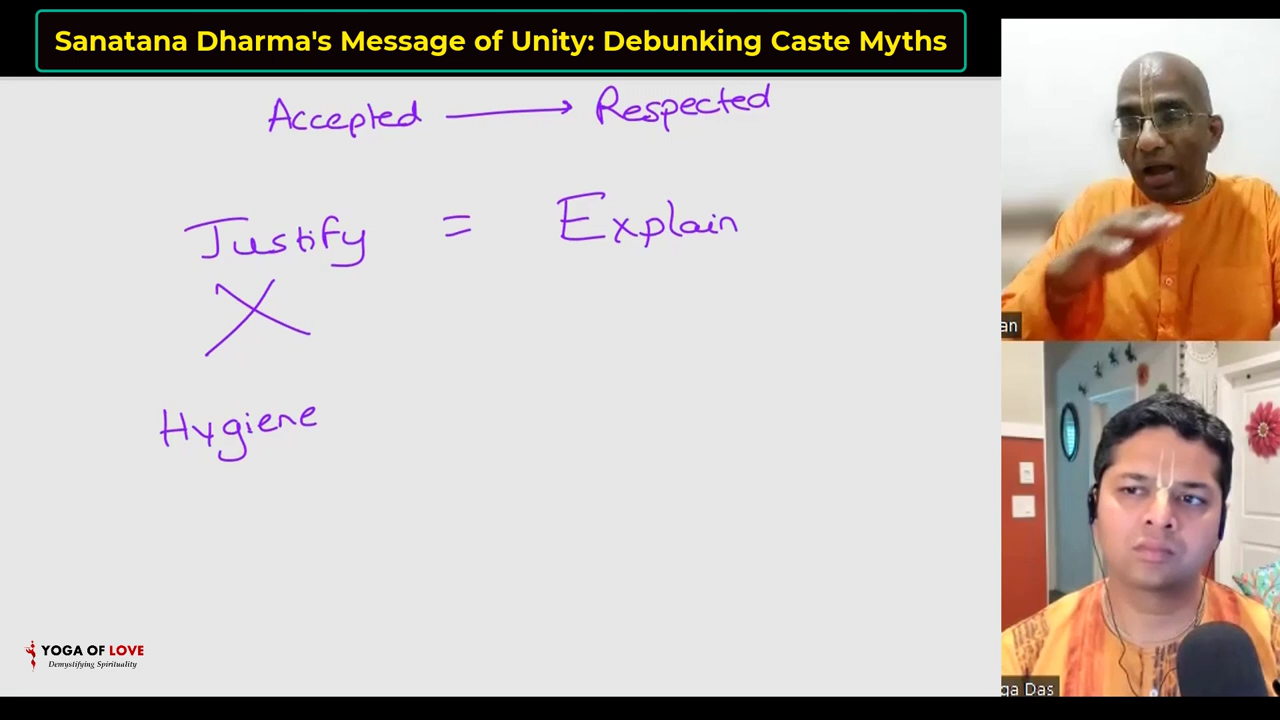 Sanatana Dharma's Message of Unity: Debunking Caste Myths
Accepted → Respected
Justify = Explain
X
Hygiene
YOGA OF LOVE
Demystifying Spirituality
an
ga Das